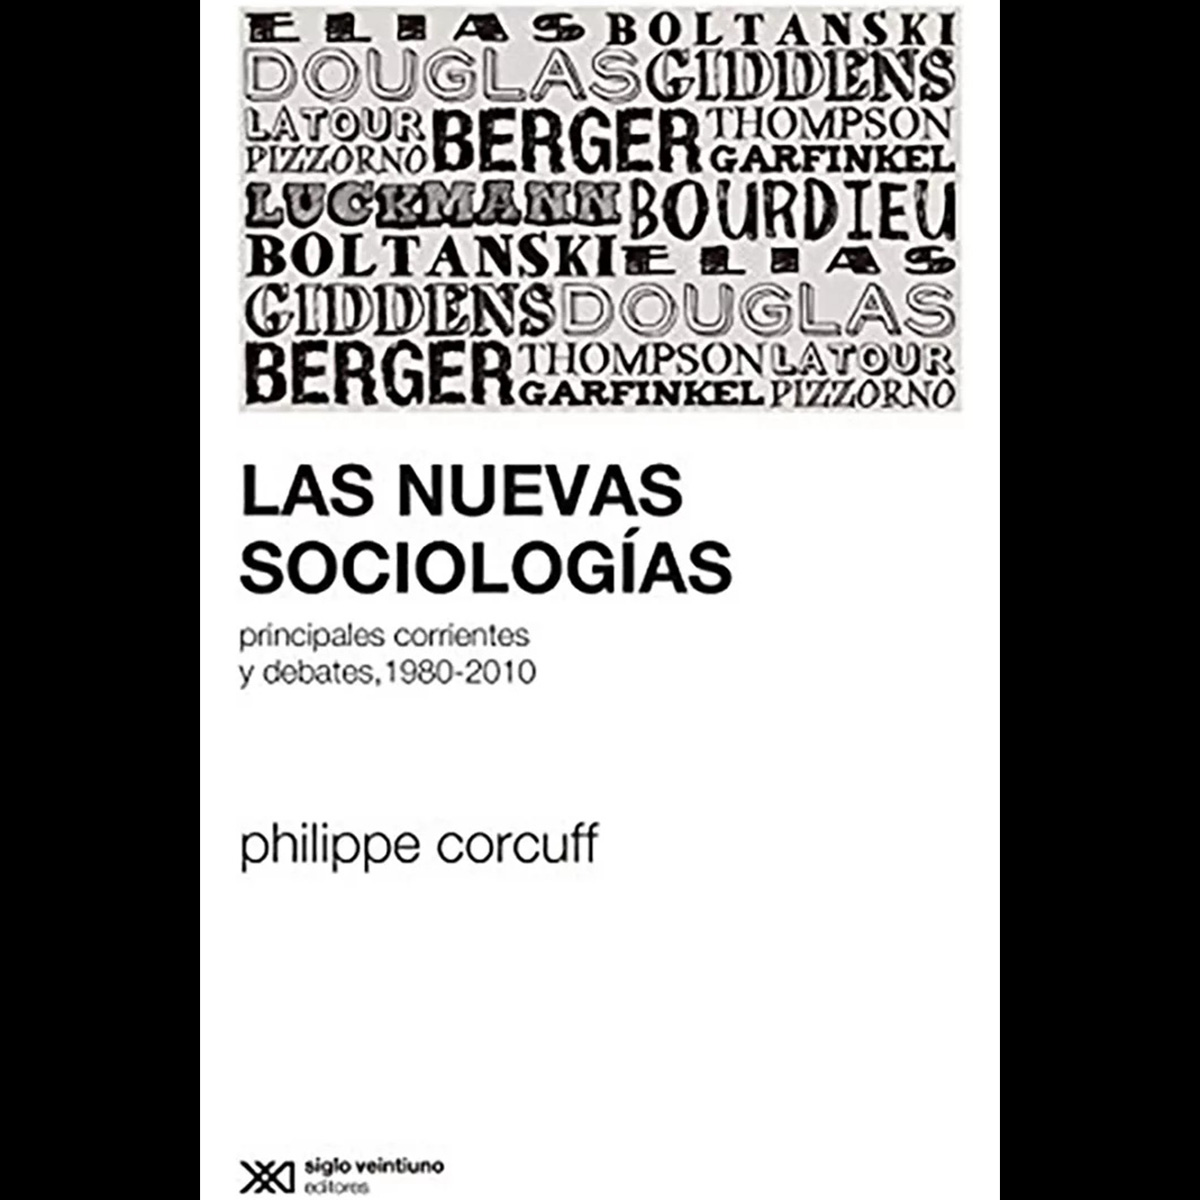 ELIAS BOLTANSKI
DOUGLAS GIDDENS
LATOUR BERGER THOMPSON
PIZZORNO GARFINKEL
LUCKMANN BOURDIEU
BOLTANSKI ELIAS
GIDDENS DOUGLAS
BERGER THOMPSON LATOUR
GARFINKEL PIZZORNO
LAS NUEVAS
SOCIOLOGÍAS
principales corrientes
y debates, 1980-2010
philippe corcuff
siglo veintiuno
editores